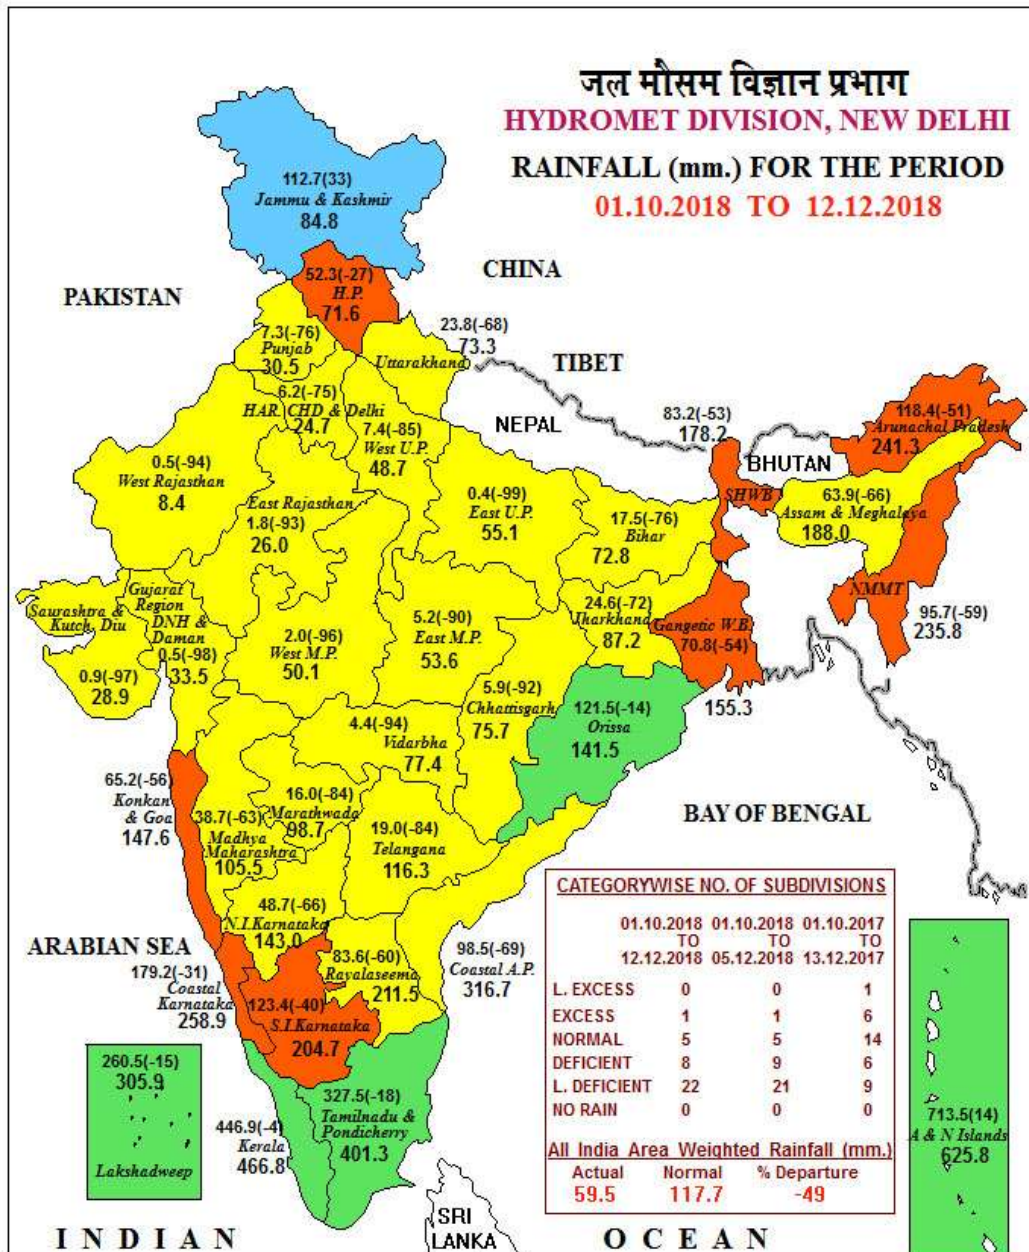 जल मौसम विज्ञान प्रभाग
HYDROMET DIVISION, NEW DELHI
RAINFALL (mm.) FOR THE PERIOD
01.10.2018 TO 12.12.2018
112.7(33)
Jammu & Kashmir
84.8
CHINA
52.3(-27)
H.P.
71.6
PAKISTAN
23.8(-68)
73.3
Uttarakhand
7.3(-76)
Punjab
30.5
TIBET
6.2(-75)
HAR. CHD & Delhi
24.7
NEPAL
7.4(-85)
West U.P.
48.7
83.2(-53)
178.2
SHWB
BHUTAN
118.4(-51)
Arunachal Pradesh
241.3
0.5(-94)
West Rajasthan
8.4
East Rajasthan
1.8(-93)
26.0
0.4(-99)
East U.P.
55.1
17.5(-76)
Bihar
72.8
63.9(-66)
Assam & Meghalaya
188.0
NMMT
95.7(-59)
235.8
Saurashtra &
Kutch, Diu
0.9(-97)
28.9
Gujarat
Region
DNH &
Daman
0.5(-98)
33.5
2.0(-96)
West M.P.
50.1
5.2(-90)
East M.P.
53.6
24.6(-72)
Jharkhand
87.2
Gangetic W.B.
70.8(-54)
155.3
5.9(-92)
Chhattisgarh
75.7
121.5(-14)
Orissa
141.5
4.4(-94)
Vidarbha
77.4
65.2(-56)
Konkan
& Goa
147.6
38.7(-63)
Madhya
Maharashtra
105.5
16.0(-84)
Marathwada
98.7
19.0(-84)
Telangana
116.3
BAY OF BENGAL
48.7(-66)
N.I.Karnataka
143.0
ARABIAN SEA
83.6(-60)
Rayalaseema
211.5
98.5(-69)
Coastal A.P.
316.7
179.2(-31)
Coastal
Karnataka
258.9
123.4(-40)
S.I.Karnataka
204.7
260.5(-15)
305.9
Lakshadweep
446.9(-4)
Kerala
466.8
327.5(-18)
Tamilnadu &
Pondicherry
401.3
CATEGORYWISE NO. OF SUBDIVISIONS
01.10.2018 01.10.2018 01.10.2017
TO TO TO
12.12.2018 05.12.2018 13.12.2017
L. EXCESS 0 0 1
EXCESS 1 1 6
NORMAL 5 5 14
DEFICIENT 8 9 6
L. DEFICIENT 22 21 9
NO RAIN 0 0 0
All India Area Weighted Rainfall (mm.)
Actual Normal % Departure
59.5 117.7 -49
713.5(14)
A & N Islands
625.8
SRI
LANKA
INDIAN OCEAN